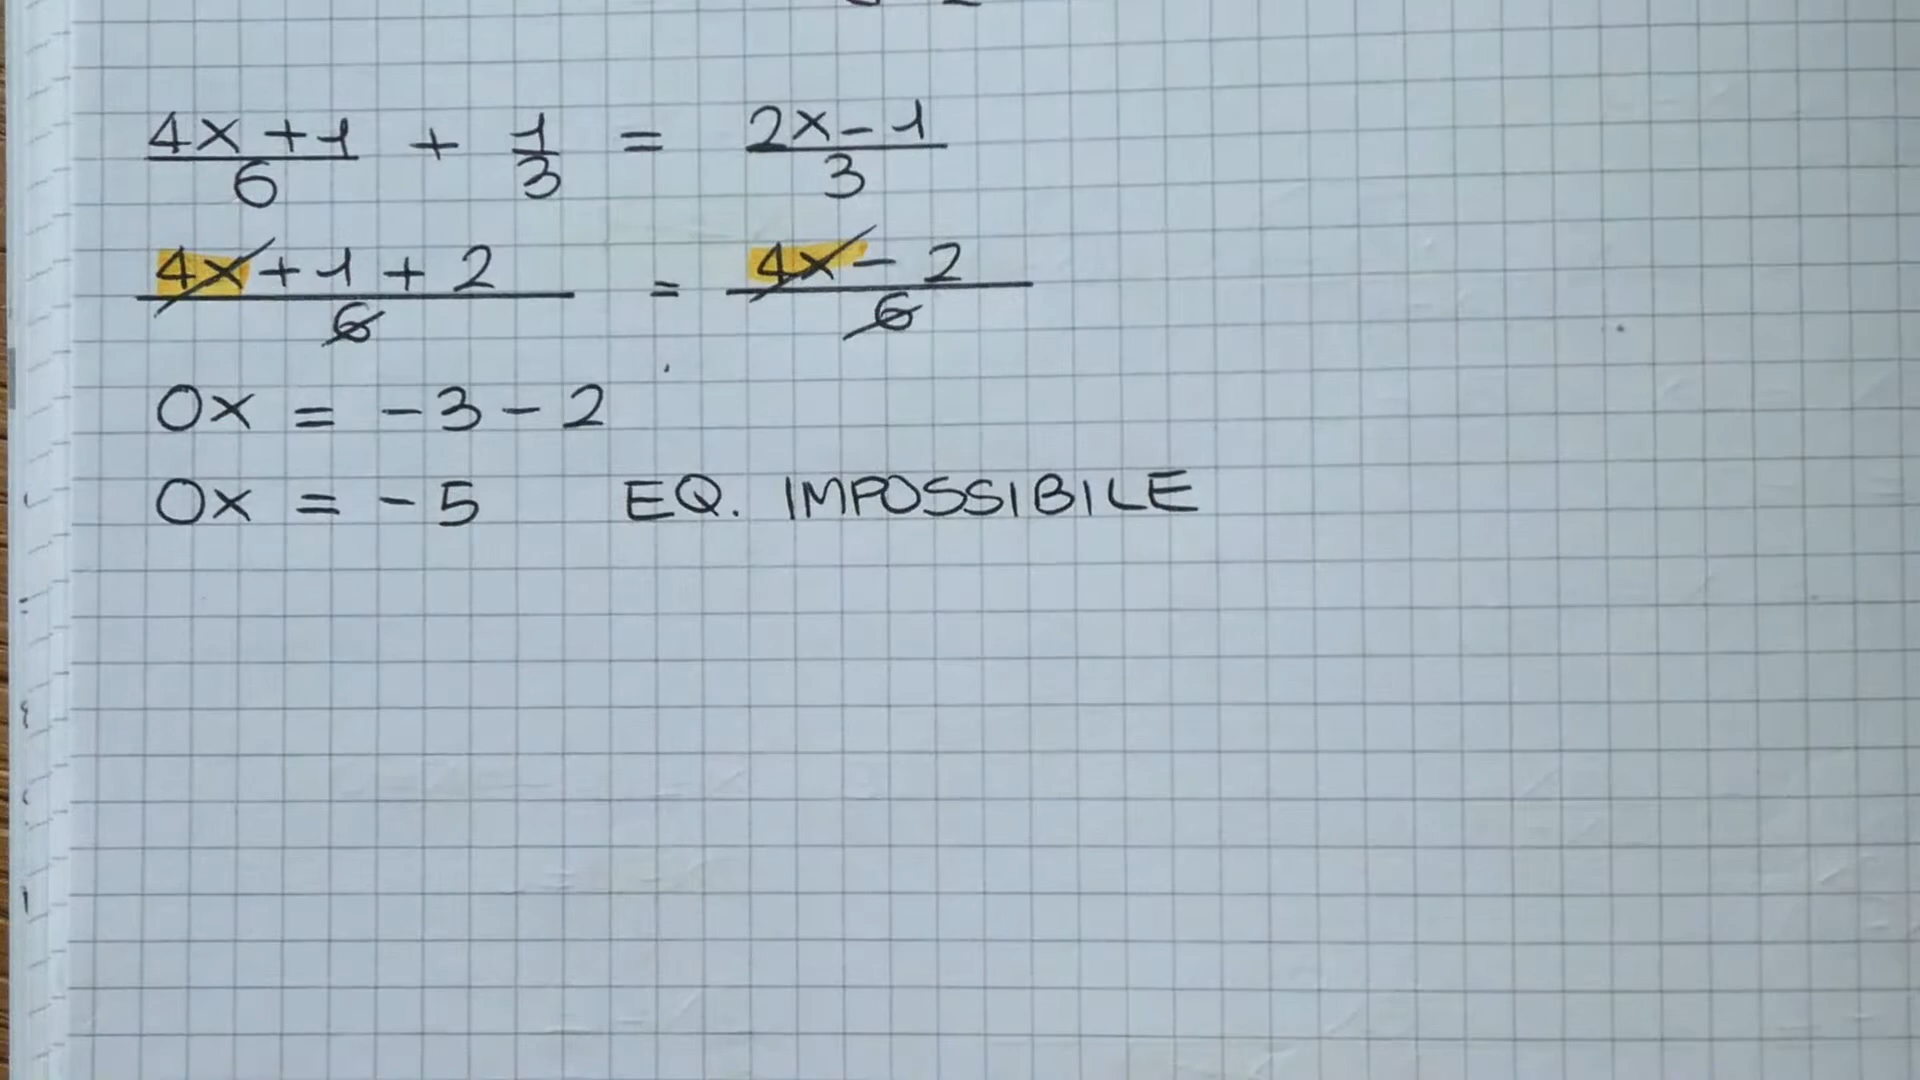 4x+1/6 + 1/3 = 2x-1/3
4x+1+2/6 = 4x-2/6
0x = -3-2
0x = -5 EQ. IMPOSSIBILE